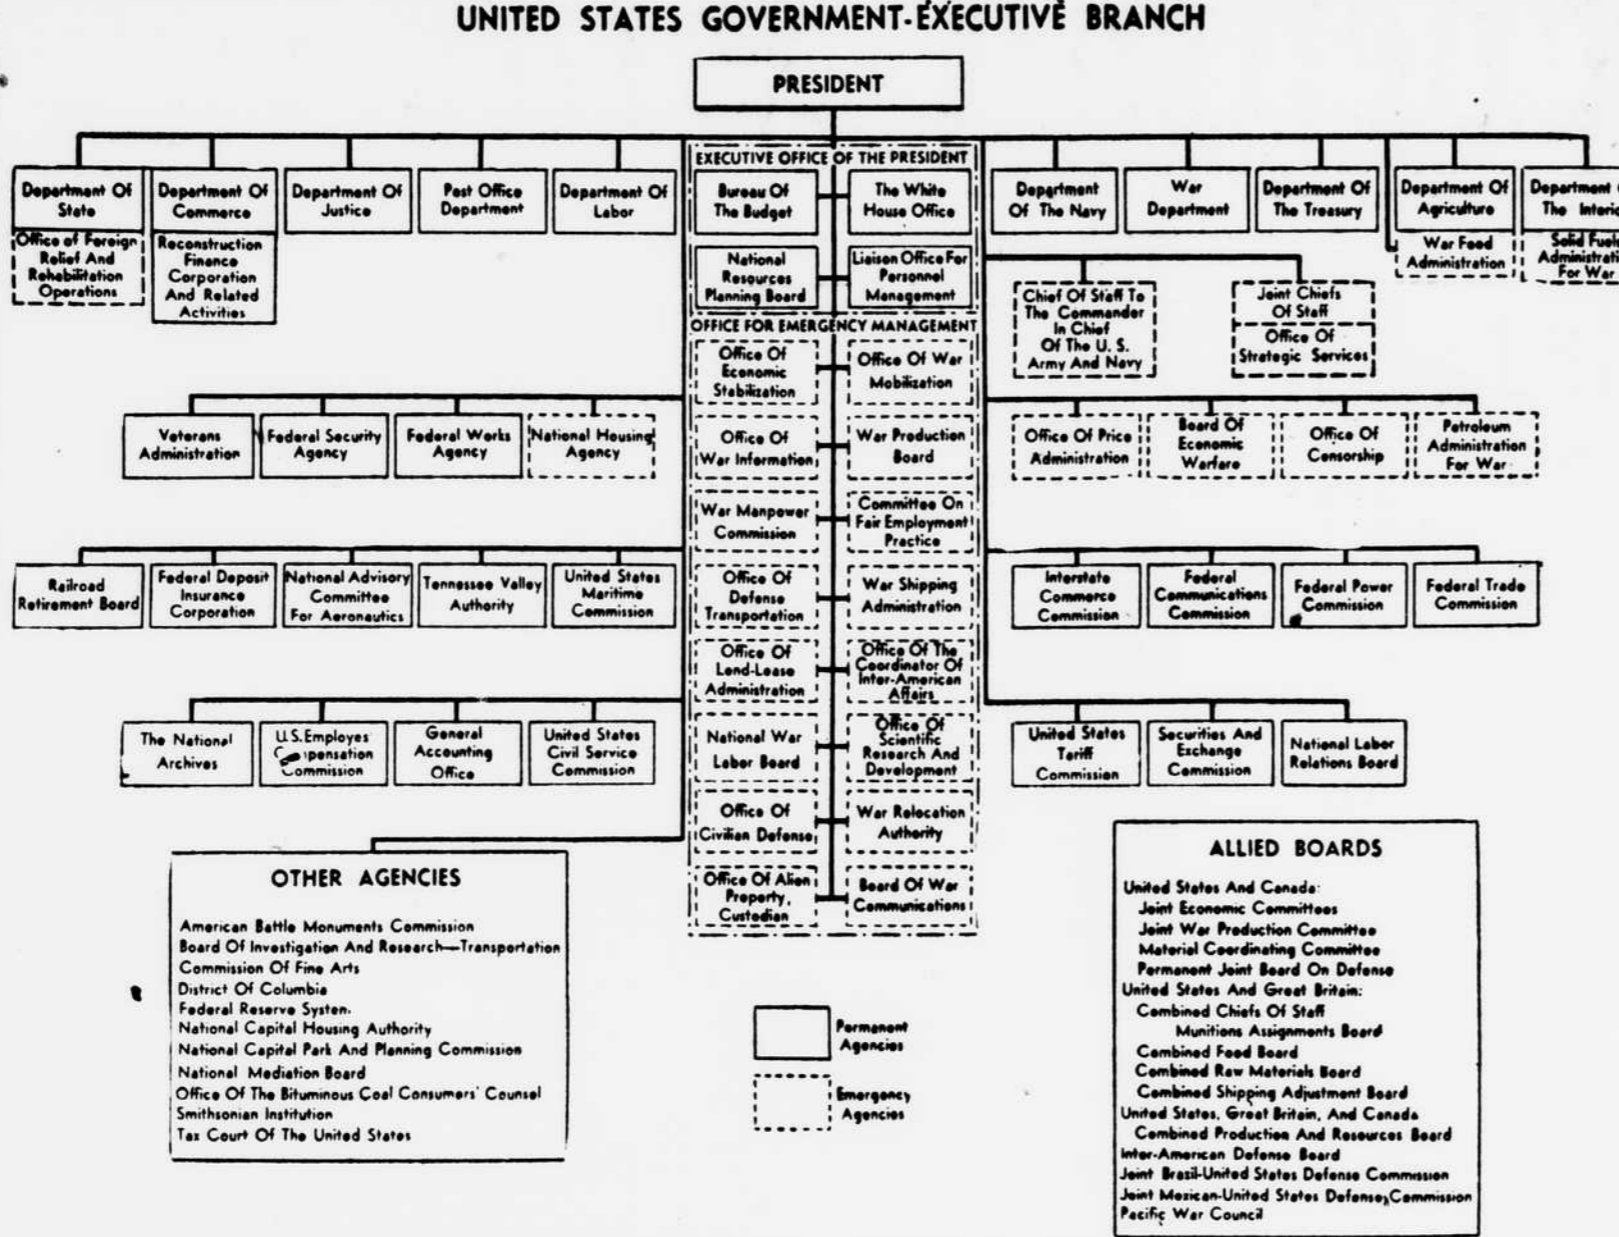 UNITED STATES GOVERNMENT-EXECUTIVE BRANCH
PRESIDENT
Department Of
State
Office of Foreign
Relief And
Rehabilitation
Operations
Department Of
Commerce
Reconstruction
Finance
Corporation
And Related
Activities
Department Of
Justice
Post Office
Department
Department Of
Labor
EXECUTIVE OFFICE OF THE PRESIDENT
Bureau Of
The Budget
The White
House Office
National
Resources
Planning Board
Liaison Office For
Personnel
Management
Department
Of The Navy
War
Department
Department Of
The Treasury
Department Of
Agriculture
War Food
Administration
Department
The Interio
Solid Fuels
Administrati
For War
Chief Of Staff To
The Commander
In Chief
Of The U. S.
Army And Navy
Joint Chiefs
Of Staff
Office Of
Strategic Services
OFFICE FOR EMERGENCY MANAGEMENT
Office Of
Economic
Stabilization
Office Of War
Mobilization
Office Of
War Information
War Production
Board
War Manpower
Commission
Committee On
Fair Employment
Practice
Office Of
Defense
Transportation
War Shipping
Administration
Office Of
Lend-Lease
Administration
Office Of The
Coordinator Of
Inter-American
Affairs
National War
Labor Board
Office Of
Scientific
Research And
Development
Office Of
Civilian Defense
War Relocation
Authority
Office Of Alien
Property,
Custodian
Board Of War
Communications
Veterans
Administration
Federal Security
Agency
Federal Works
Agency
National Housing
Agency
Office Of Price
Administration
Board Of
Economic
Warfare
Office Of
Censorship
Petroleum
Administration
For War
Railroad
Retirement Board
Federal Deposit
Insurance
Corporation
National Advisory
Committee
For Aeronautics
Tennessee Valley
Authority
United States
Maritime
Commission
Interstate
Commerce
Commission
Federal
Communications
Commission
Federal Power
Commission
Federal Trade
Commission
The National
Archives
U.S. Employes
Commission
General
Accounting
Office
United States
Civil Service
Commission
United States
Tariff
Commission
Securities And
Exchange
Commission
National Labor
Relations Board
OTHER AGENCIES
American Battle Monuments Commission
Board Of Investigation And Research—Transportation
Commission Of Fine Arts
District Of Columbia
Federal Reserve System
National Capital Housing Authority
National Capital Park And Planning Commission
National Mediation Board
Office Of The Bituminous Coal Consumers' Counsel
Smithsonian Institution
Tax Court Of The United States
Permanent
Agencies
Emergency
Agencies
ALLIED BOARDS
United States And Canada:
Joint Economic Committees
Joint War Production Committee
Material Coordinating Committee
Permanent Joint Board On Defense
United States And Great Britain:
Combined Chiefs Of Staff
Munitions Assignments Board
Combined Food Board
Combined Raw Materials Board
Combined Shipping Adjustment Board
United States, Great Britain, And Canada
Combined Production And Resources Board
Inter-American Defense Board
Joint Brazil-United States Defense Commission
Joint Mexican-United States Defense Commission
Pacific War Council